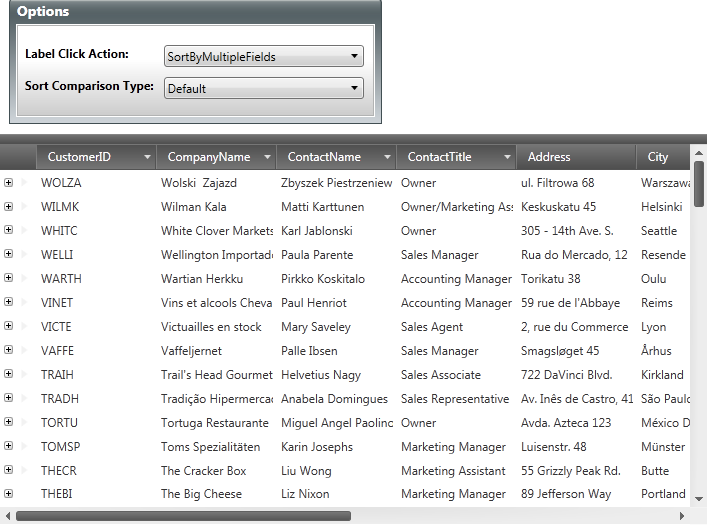 Options
Label Click Action: SortByMultipleFields
Sort Comparison Type: Default
CustomerID CompanyName ContactName ContactTitle Address City
WOLZA Wolski Zajazd Zbyszek Piestrzeniew Owner ul. Filtrowa 68 Warszawa
WILMK Wilman Kala Matti Karttunen Owner/Marketing Ass Keskuskatu 45 Helsinki
WHITC White Clover Markets Karl Jablonski Owner 305 - 14th Ave. S. Seattle
WELLI Wellington Importado Paula Parente Sales Manager Rua do Mercado, 12 Resende
WARTH Wartian Herkku Pirkko Koskitalo Accounting Manager Torikatu 38 Oulu
VINET Vins et alcools Cheva Paul Henriot Accounting Manager 59 rue de l'Abbaye Reims
VICTE Victuailles en stock Mary Saveley Sales Agent 2, rue du Commerce Lyon
VAFFE Vaffeljernet Palle Ibsen Sales Manager Smagsløget 45 Århus
TRAIH Trail's Head Gourmet Helvetius Nagy Sales Associate 722 DaVinci Blvd. Kirkland
TRADH Tradição Hipermercad Anabela Domingues Sales Representative Av. Inês de Castro, 41 São Paulo
TORTU Tortuga Restaurante Miguel Angel Paolino Owner Avda. Azteca 123 México D
TOMSP Toms Spezialitäten Karin Josephs Marketing Manager Luisenstr. 48 Münster
THECR The Cracker Box Liu Wong Marketing Assistant 55 Grizzly Peak Rd. Butte
THEBI The Big Cheese Liz Nixon Marketing Manager 89 Jefferson Way Portland